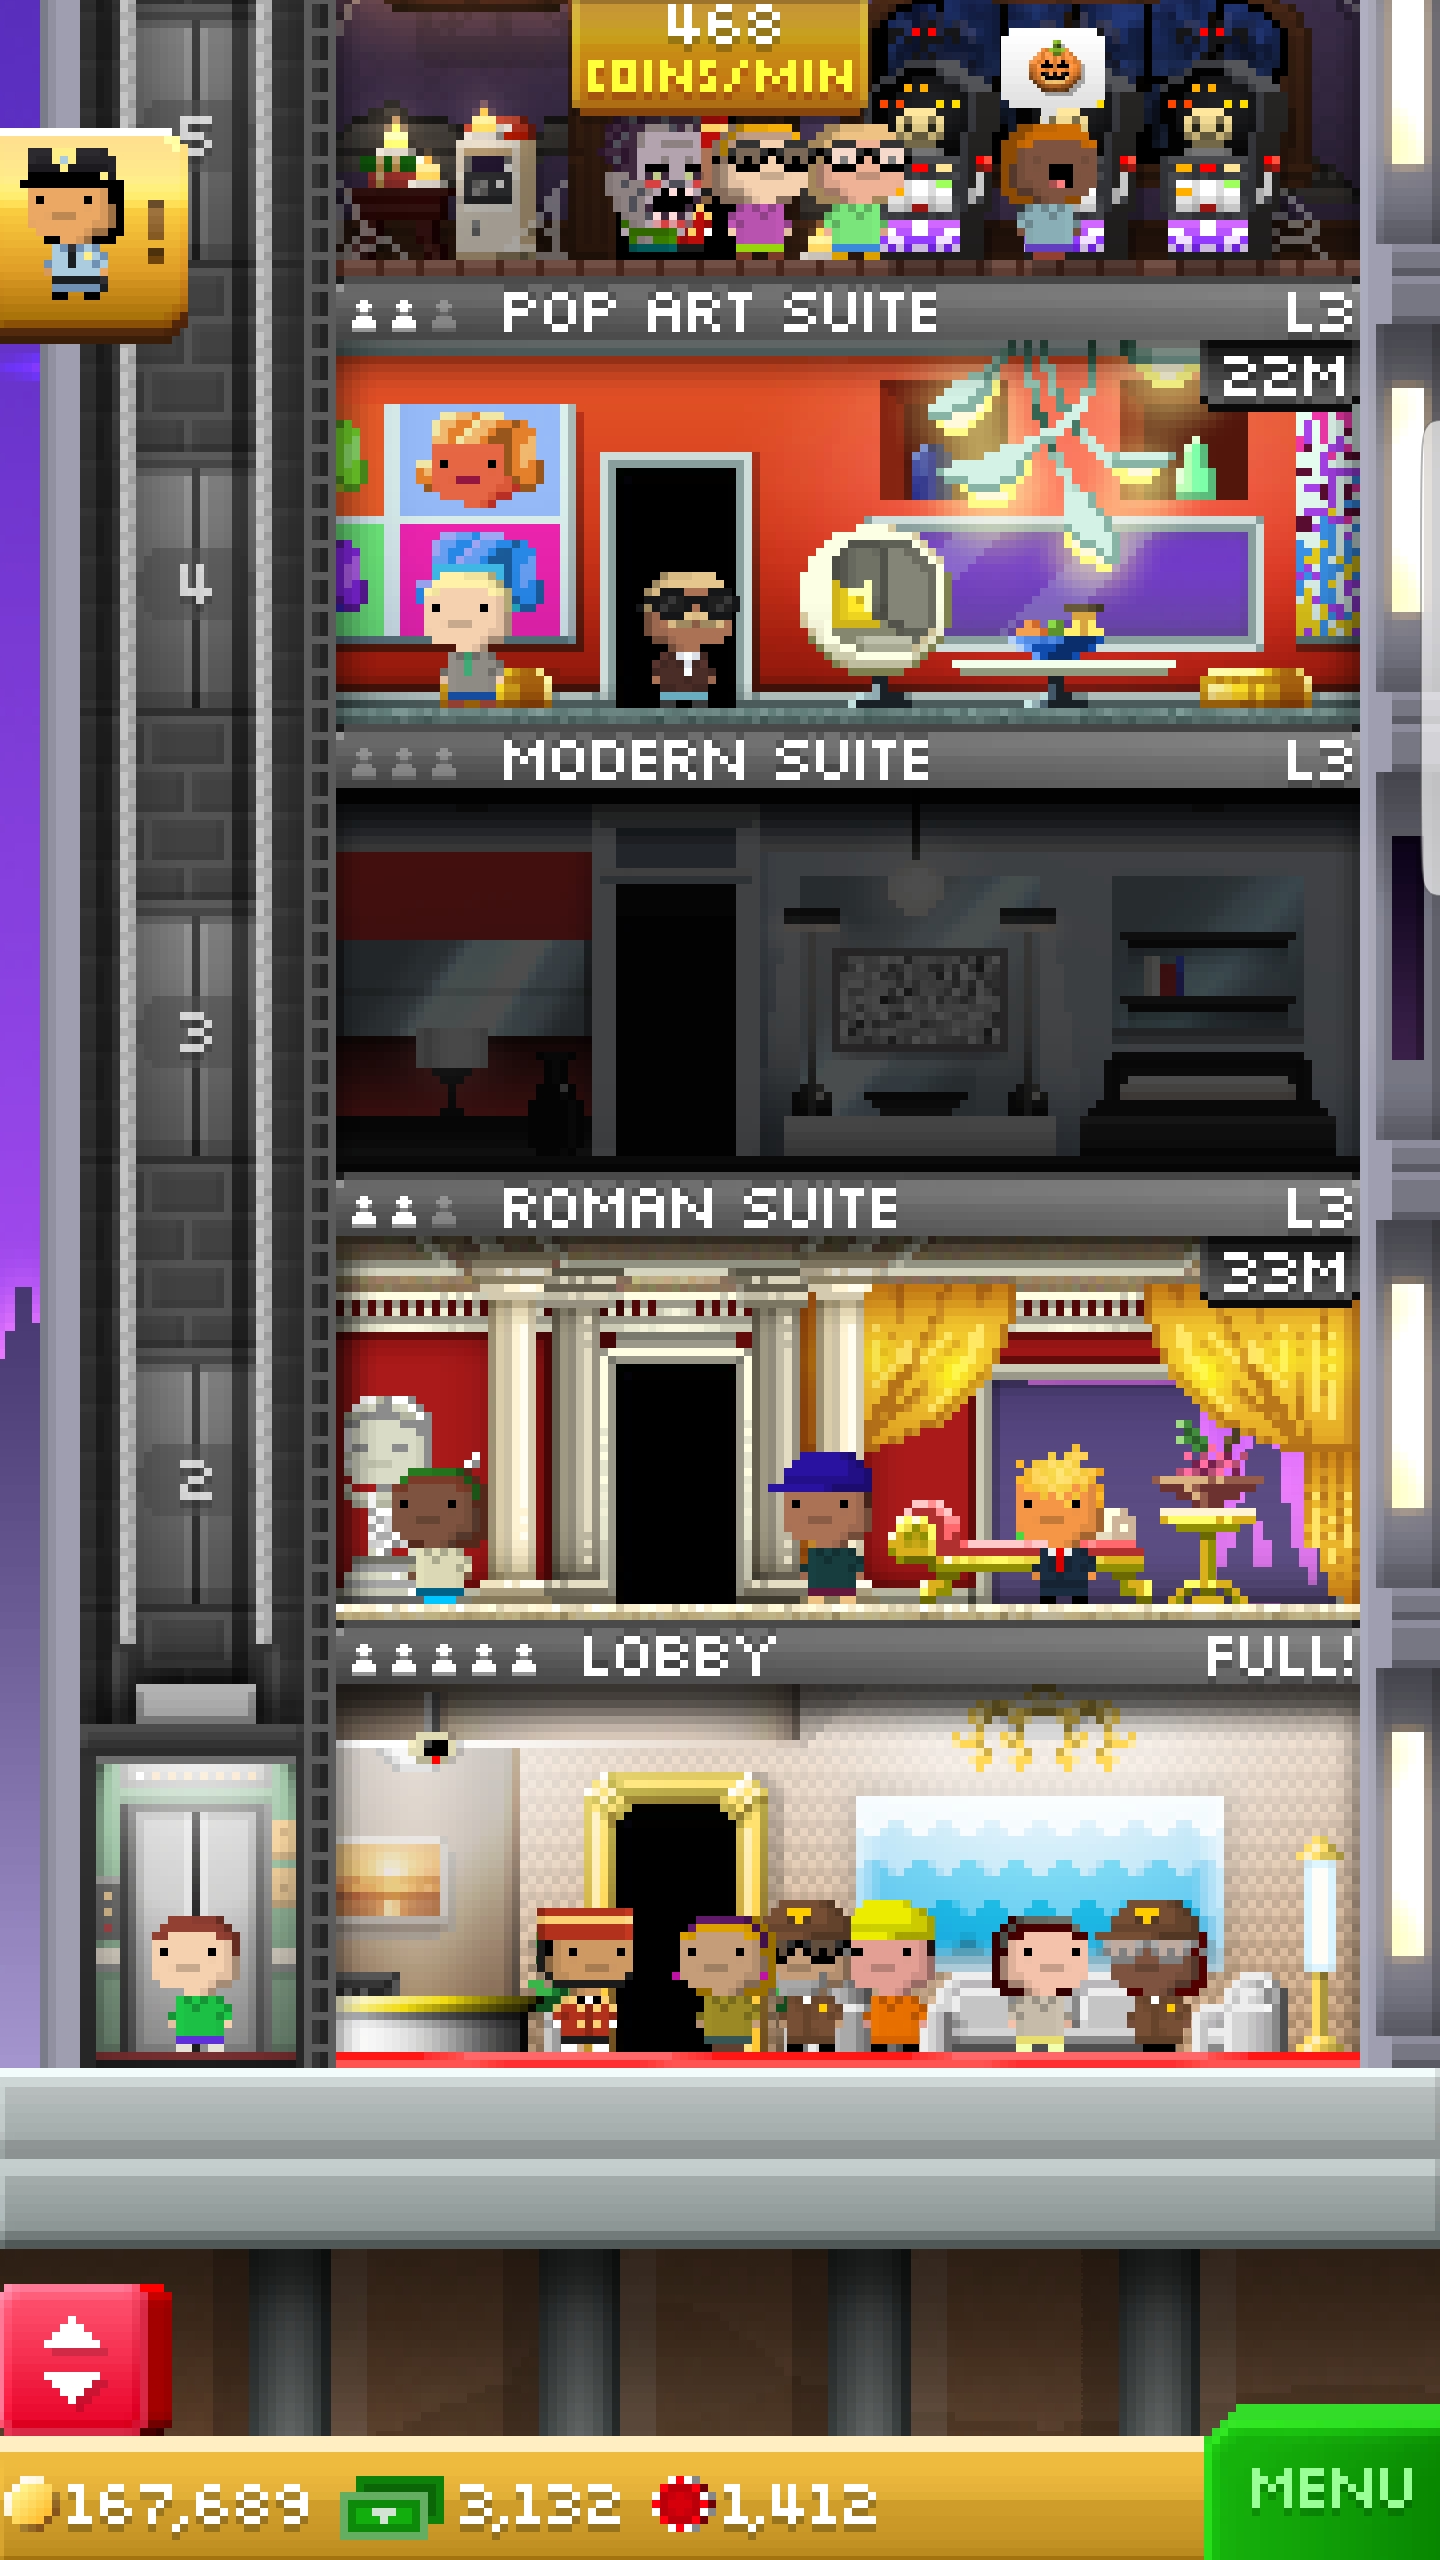 468
COINS/MIN
5
!
POP ART SUITE L3
22M
4
MODERN SUITE L3
3
ROMAN SUITE L3
33M
2
LOBBY FULL!
167,689 3,132 1,412
MENU